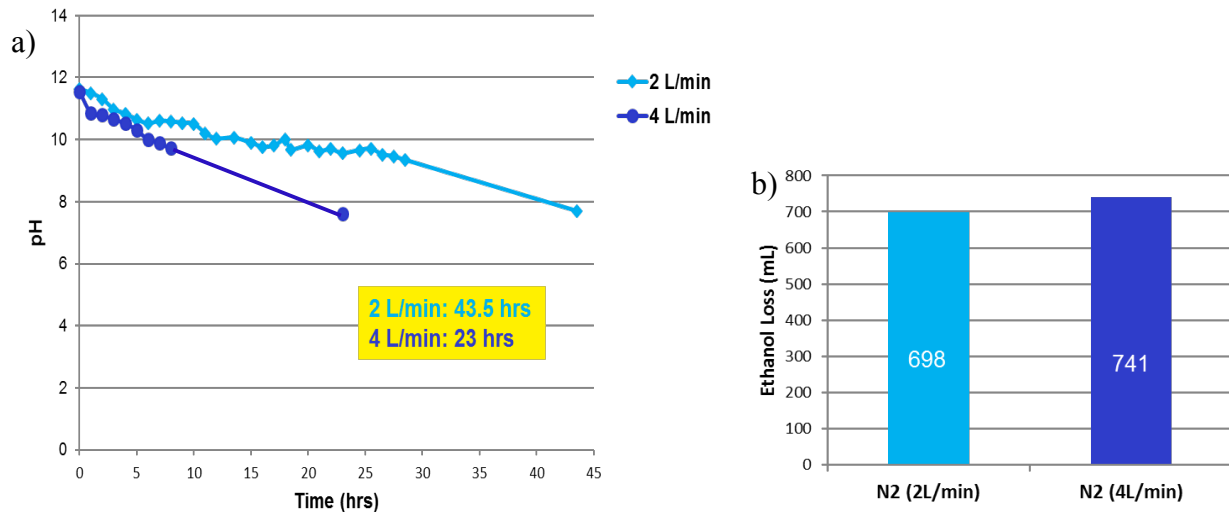 a)
14
12
10
8
6
4
2
0
pH
0 5 10 15 20 25 30 35 40 45
Time (hrs)
2 L/min
4 L/min
2 L/min: 43.5 hrs
4 L/min: 23 hrs
b)
800
700
600
500
400
300
200
100
0
Ethanol Loss (mL)
698
741
N2 (2L/min) N2 (4L/min)